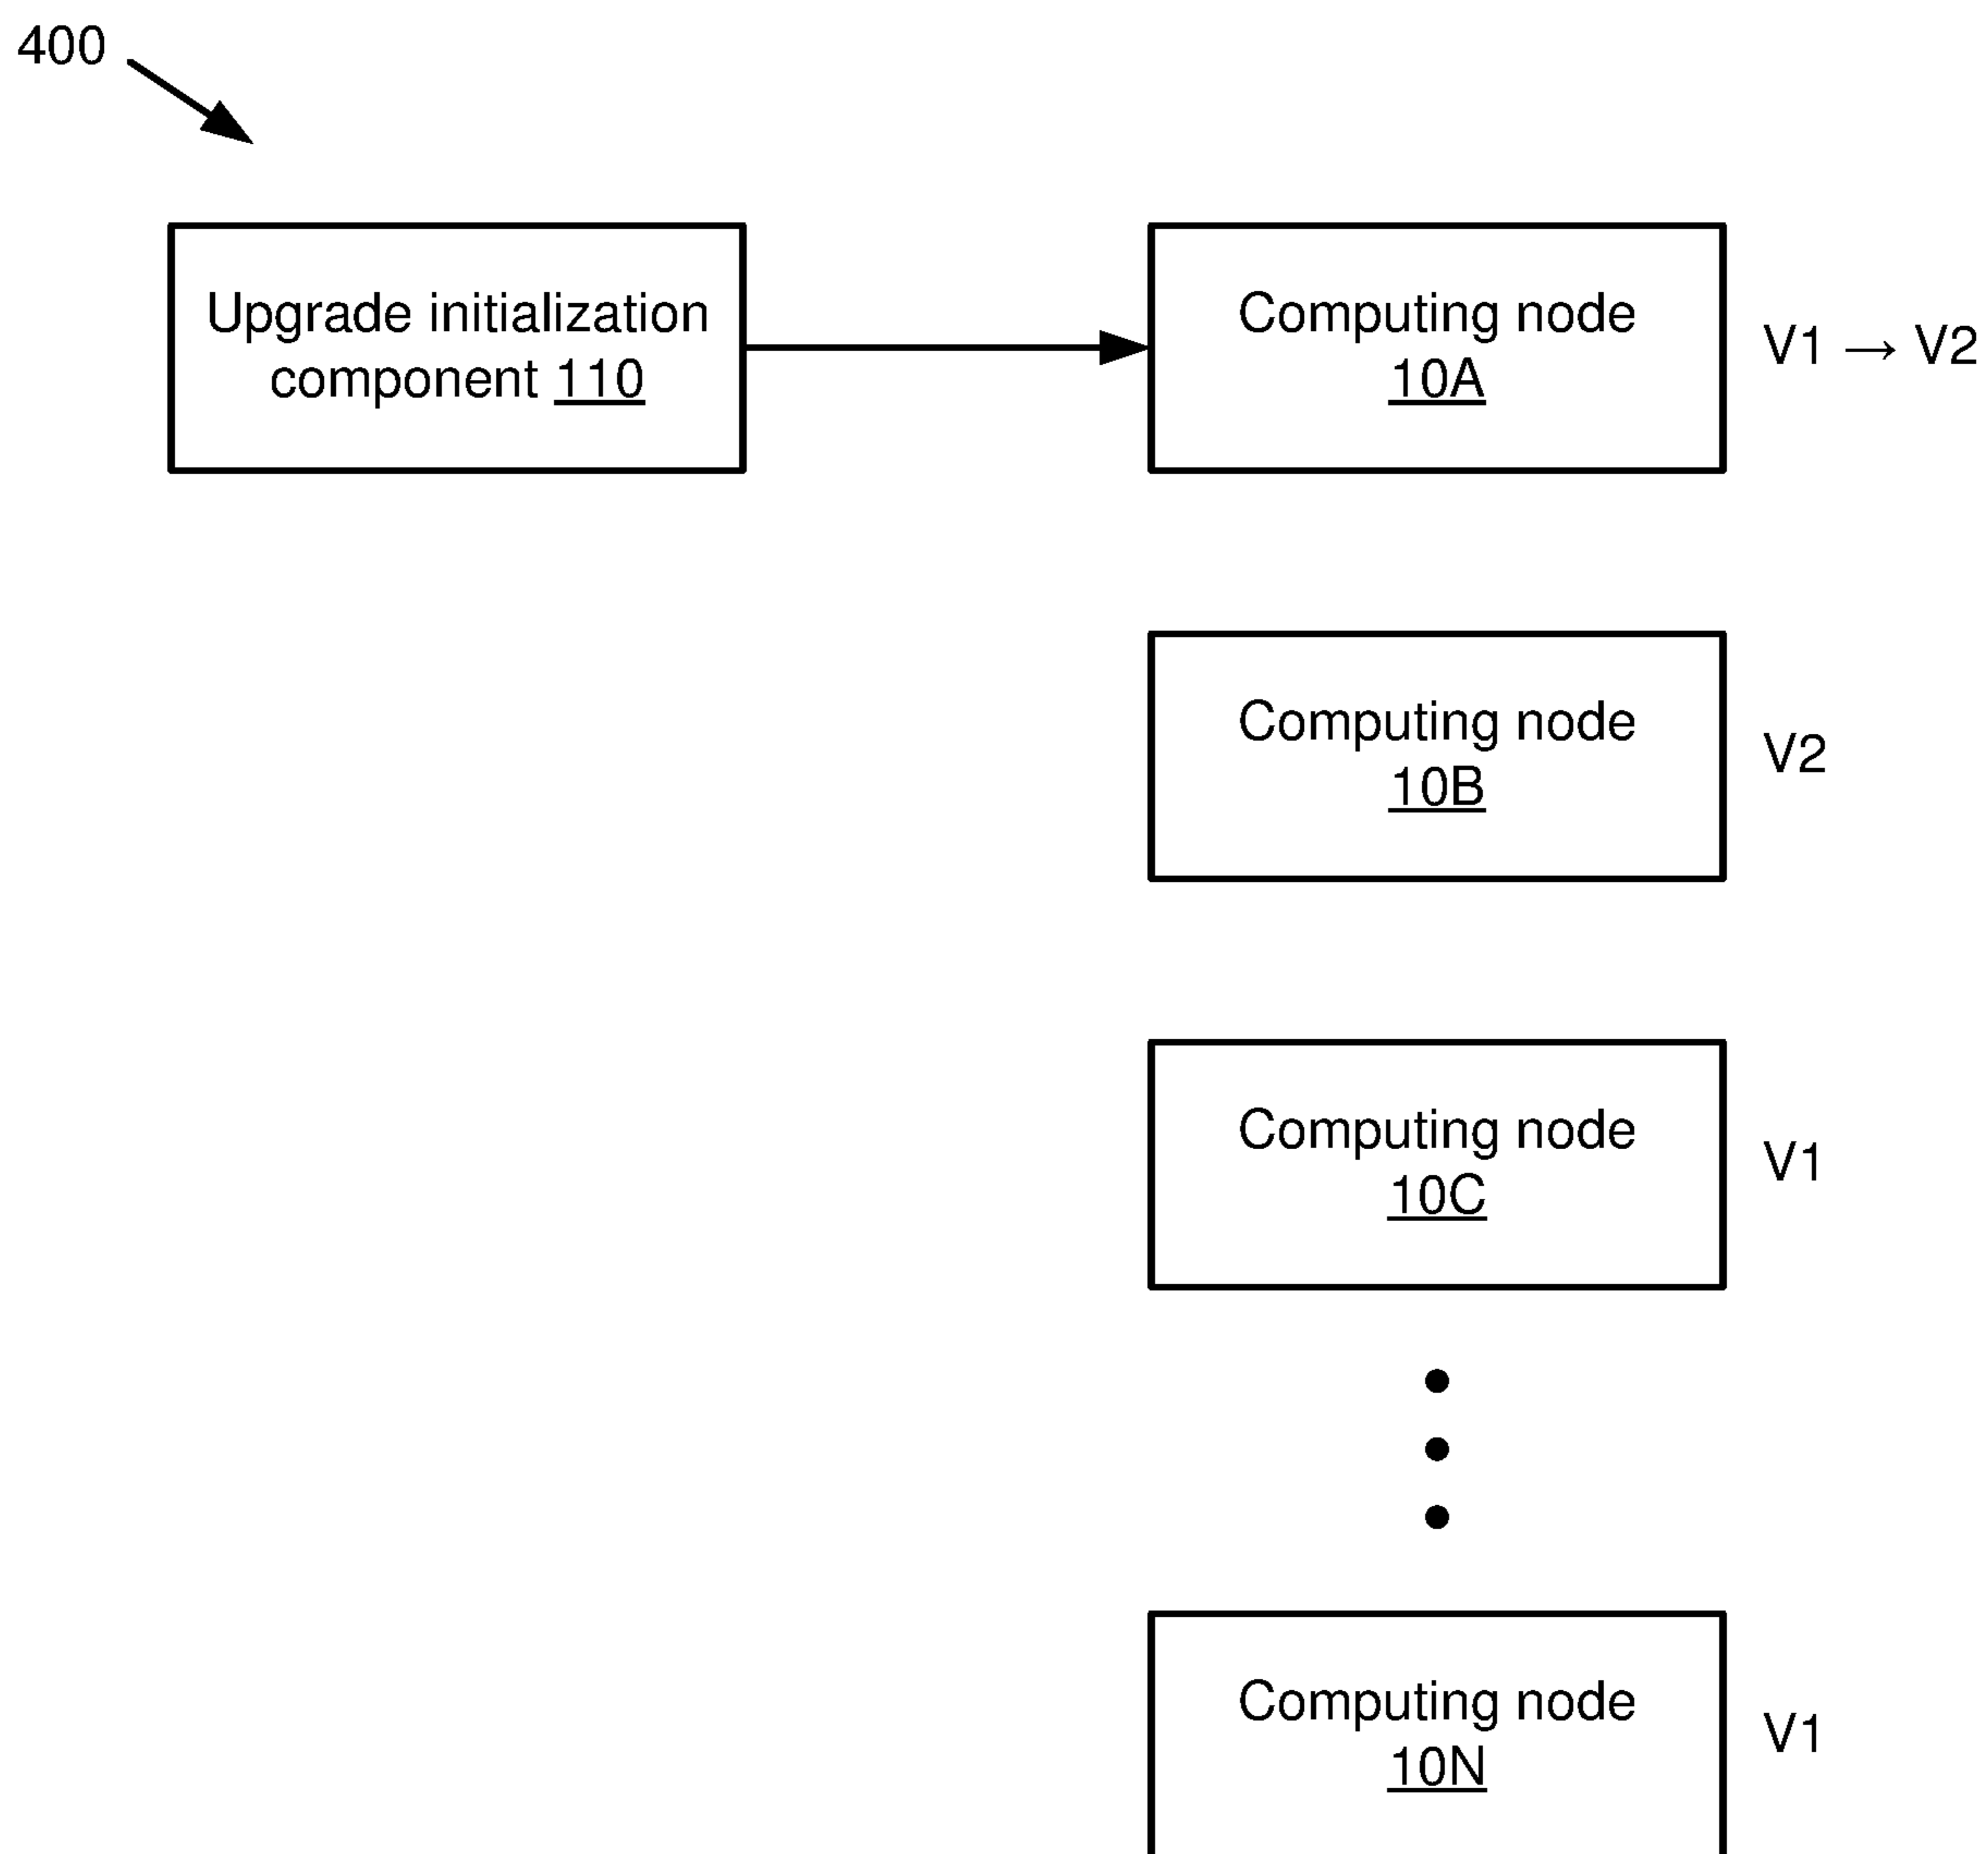 400
Upgrade initialization
component 110
Computing node
10A
V1 → V2
Computing node
10B
V2
Computing node
10C
V1
Computing node
10N
V1